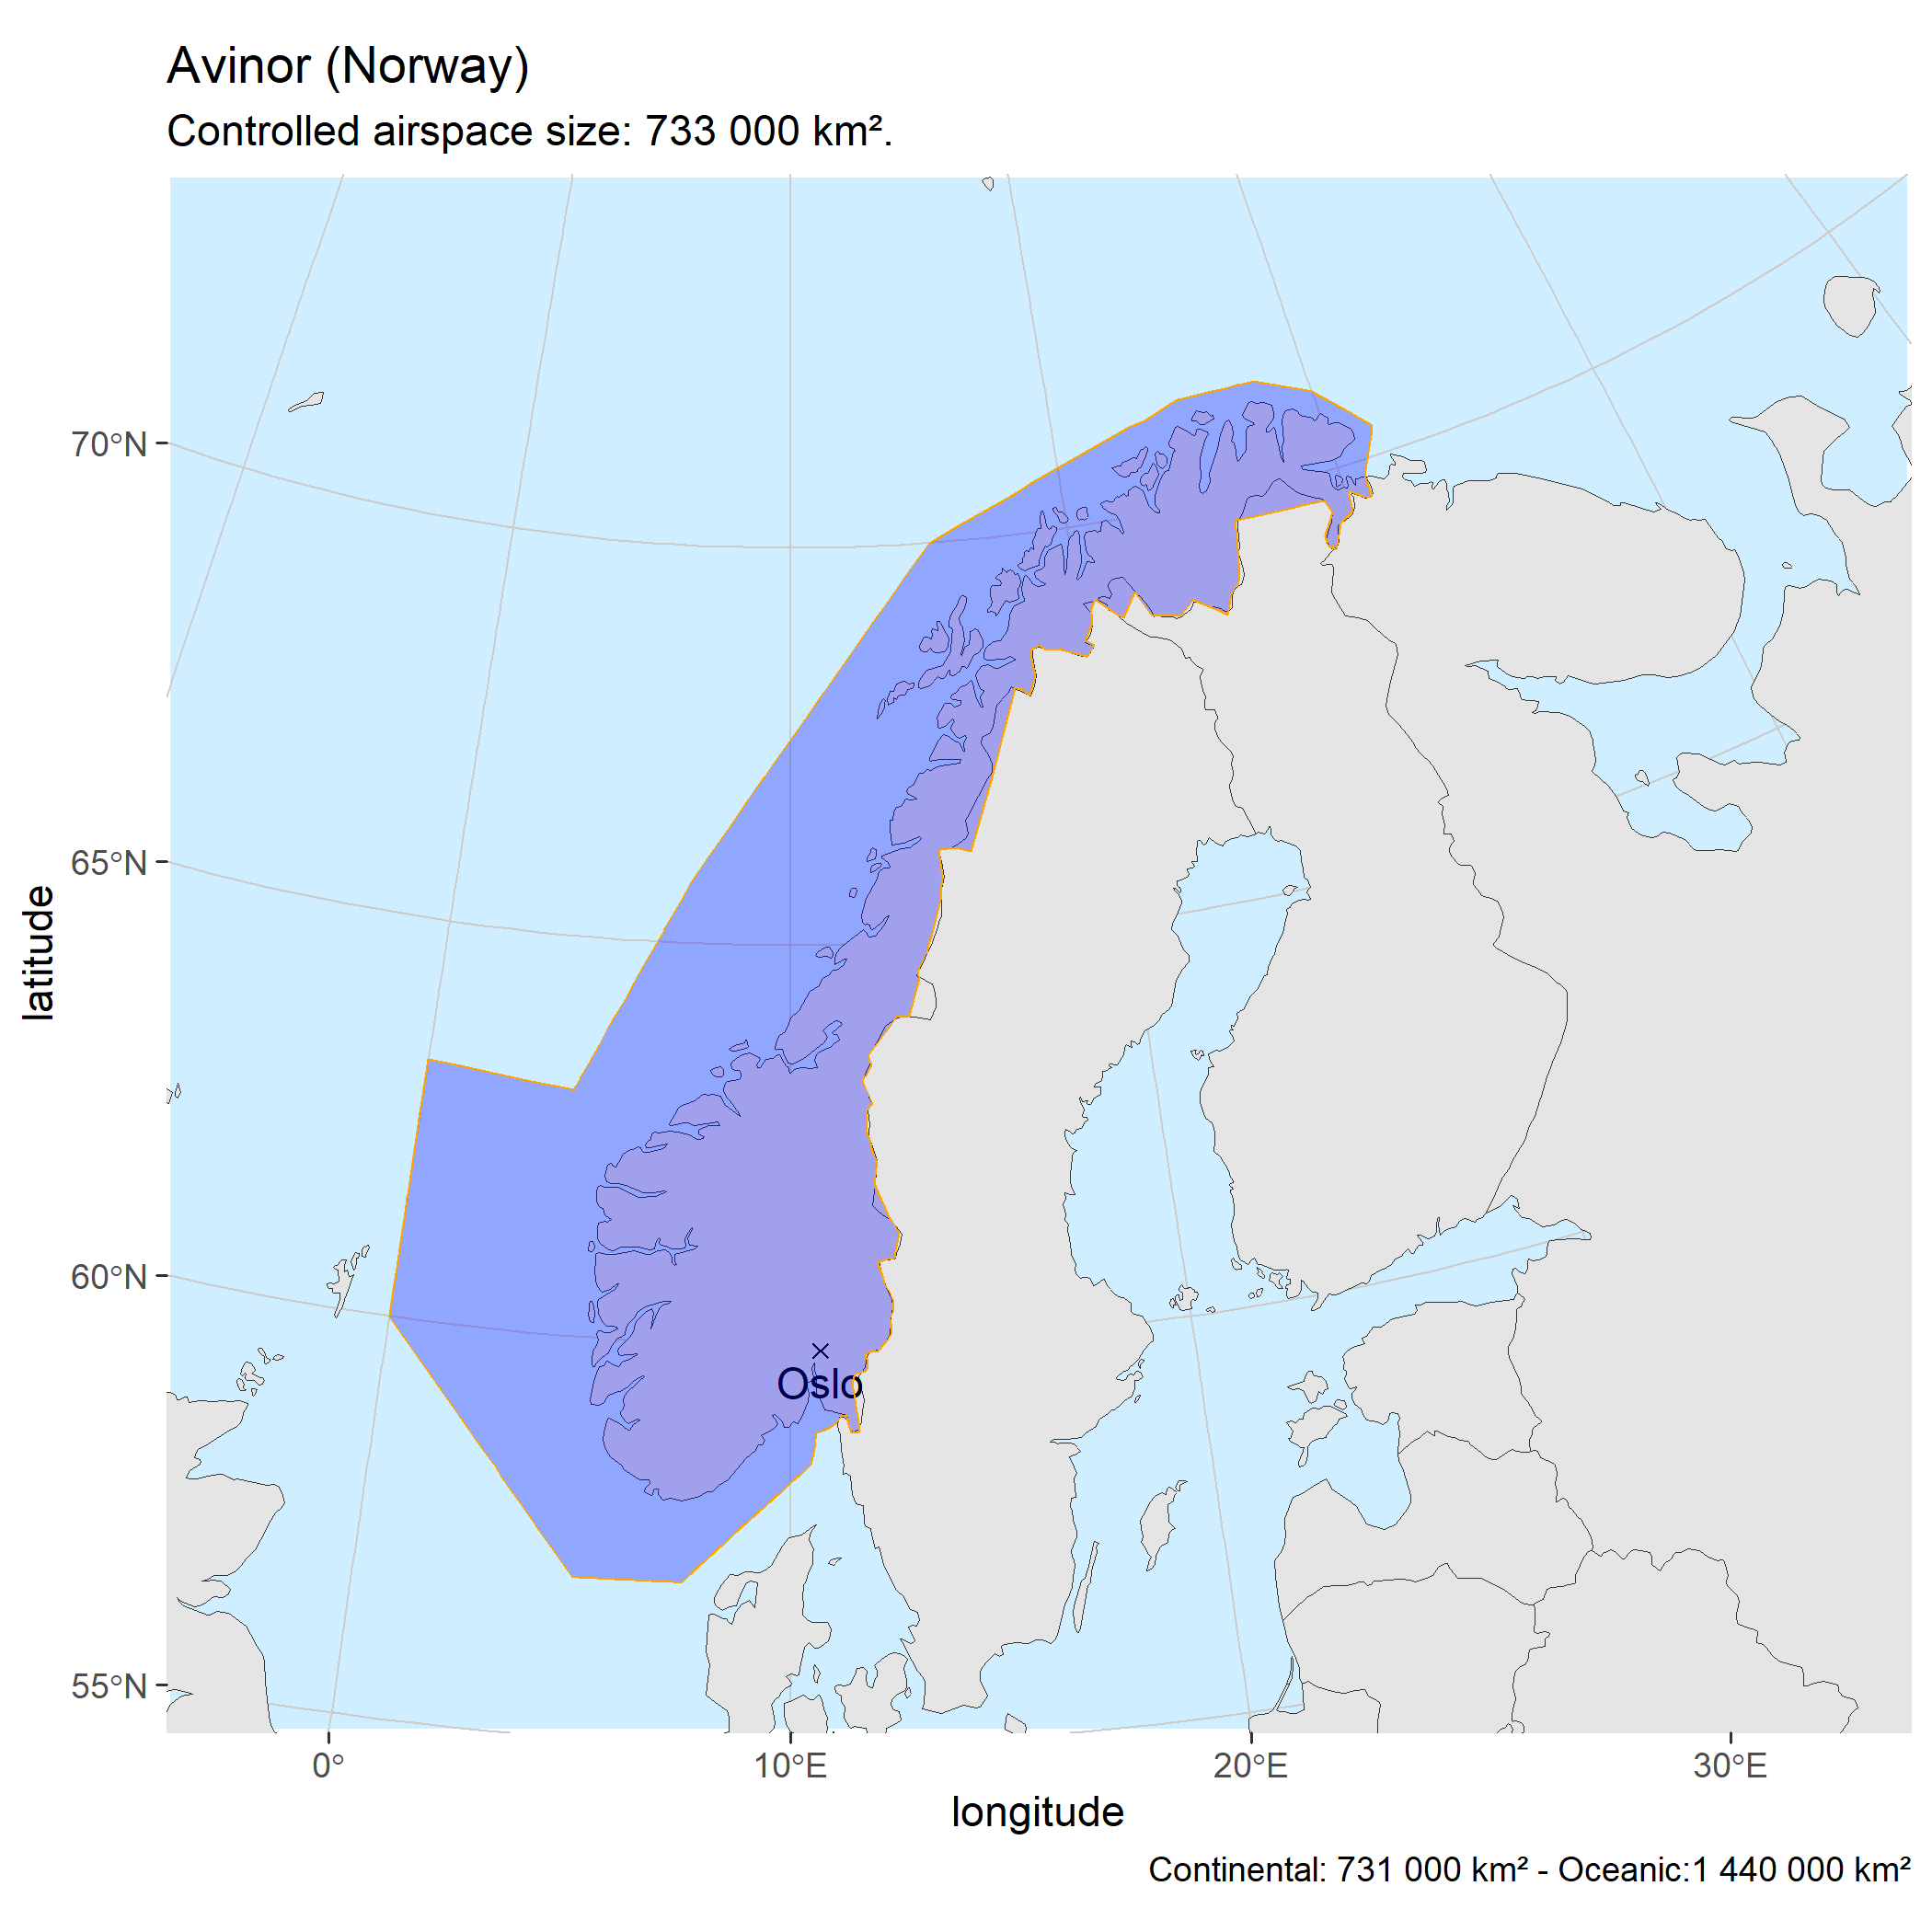 Avinor (Norway)
Controlled airspace size: 733 000 km².
70°N
65°N
60°N
55°N
latitude
Oslo
0°
10°E
20°E
30°E
longitude
Continental: 731 000 km² - Oceanic:1 440 000 km²